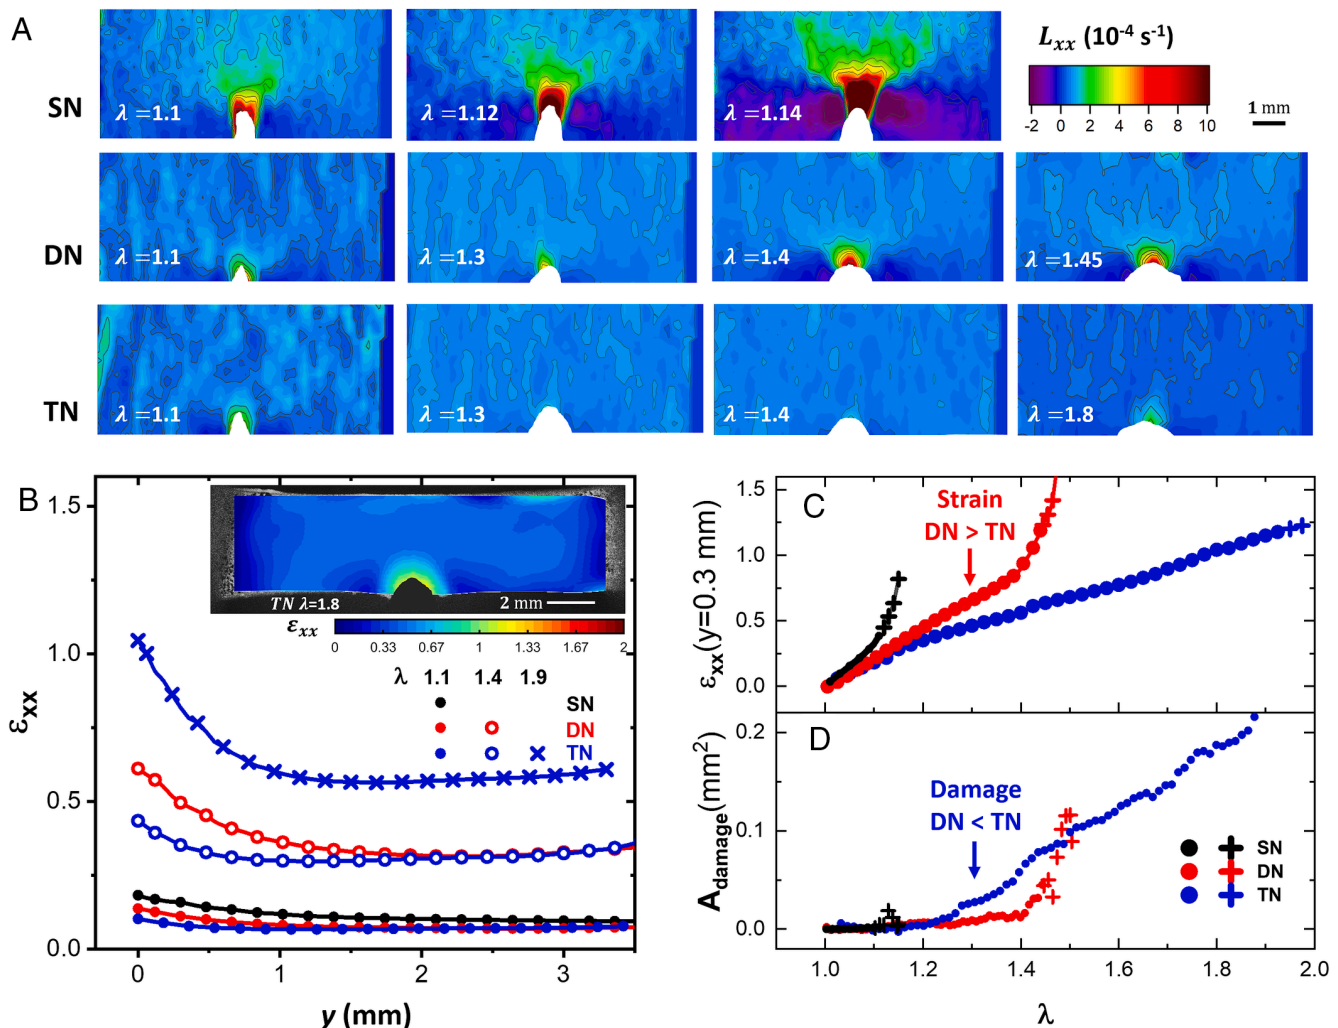 A
L_xx (10^-4 s^-1)
-2 0 2 4 6 8 10
1 mm
SN
λ =1.1
λ =1.12
λ =1.14
DN
λ =1.1
λ =1.3
λ =1.4
λ =1.45
TN
λ =1.1
λ =1.3
λ =1.4
λ =1.8
B
1.5
1.0
0.5
0.0
ε_xx
TN λ=1.8
2 mm
ε_xx
0 0.33 0.67 1 1.33 1.67 2
λ 1.1 1.4 1.9
SN
DN
TN
0 1 2 3
y (mm)
C
1.5
1.0
0.5
0.0
ε_xx(y=0.3 mm)
Strain
DN > TN
D
0.2
0.1
0.0
A_damage(mm²)
Damage
DN < TN
SN
DN
TN
1.0 1.2 1.4 1.6 1.8 2.0
λ